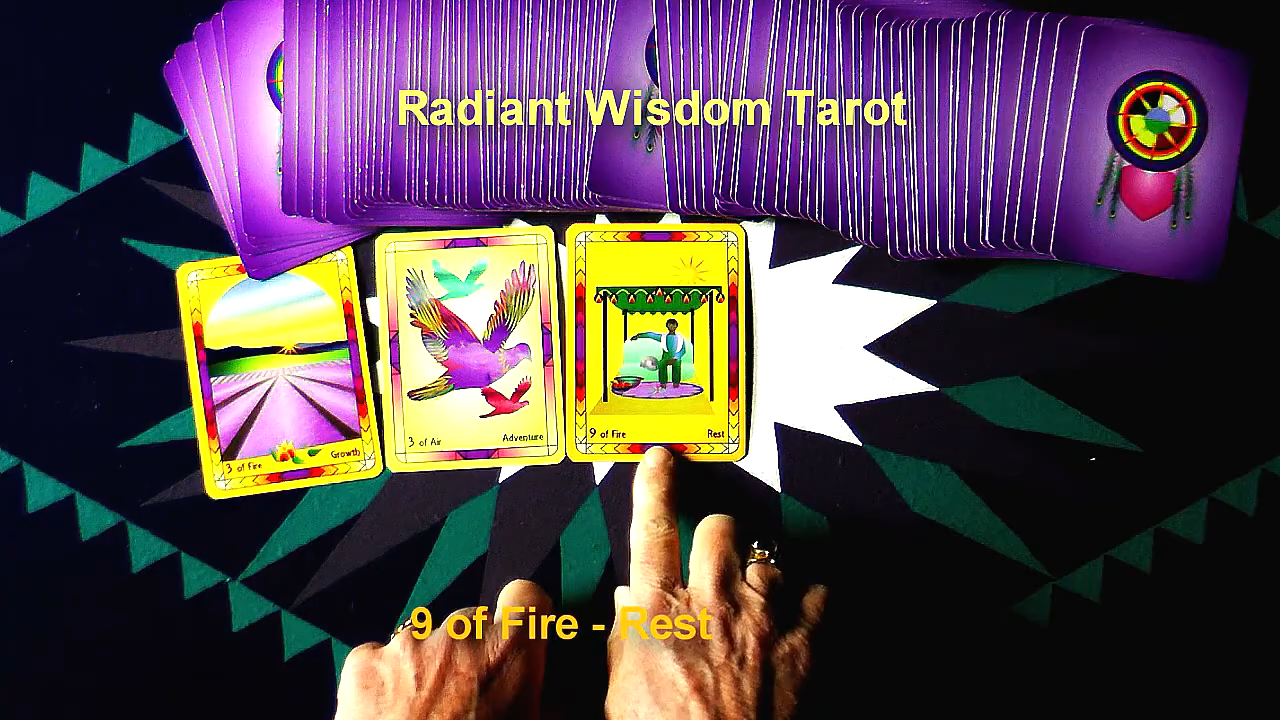 Radiant Wisdom Tarot
3 of Fire
Growth
3 of Air
Adventure
9 of Fire
Rest
9 of Fire - Rest